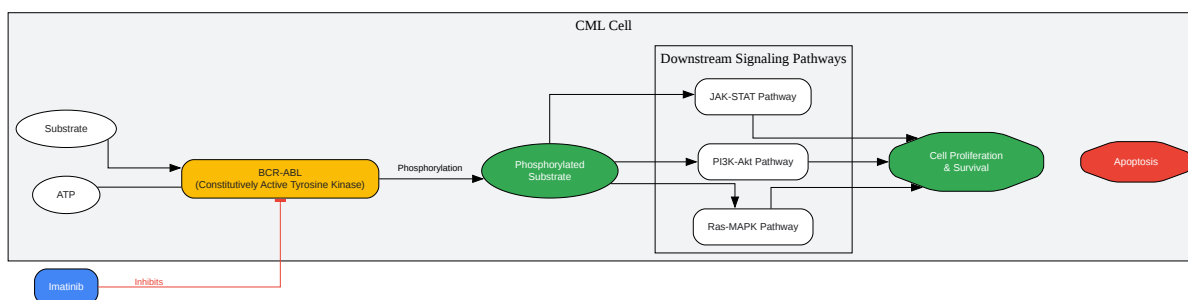 CML Cell
Downstream Signaling Pathways
JAK-STAT Pathway
Substrate
BCR-ABL
(Constitutively Active Tyrosine Kinase)
Phosphorylation
Phosphorylated
Substrate
PI3K-Akt Pathway
Cell Proliferation
& Survival
Apoptosis
ATP
Ras-MAPK Pathway
Imatinib
Inhibits